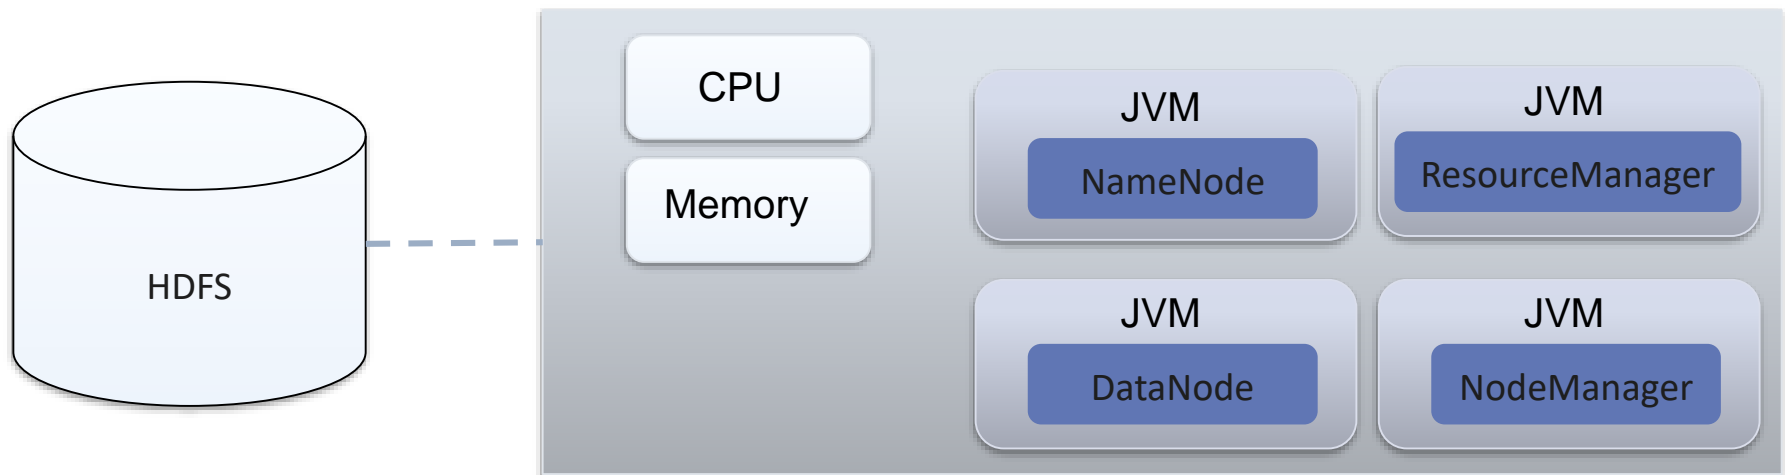 HDFS
CPU
Memory
JVM
NameNode
JVM
ResourceManager
JVM
DataNode
JVM
NodeManager